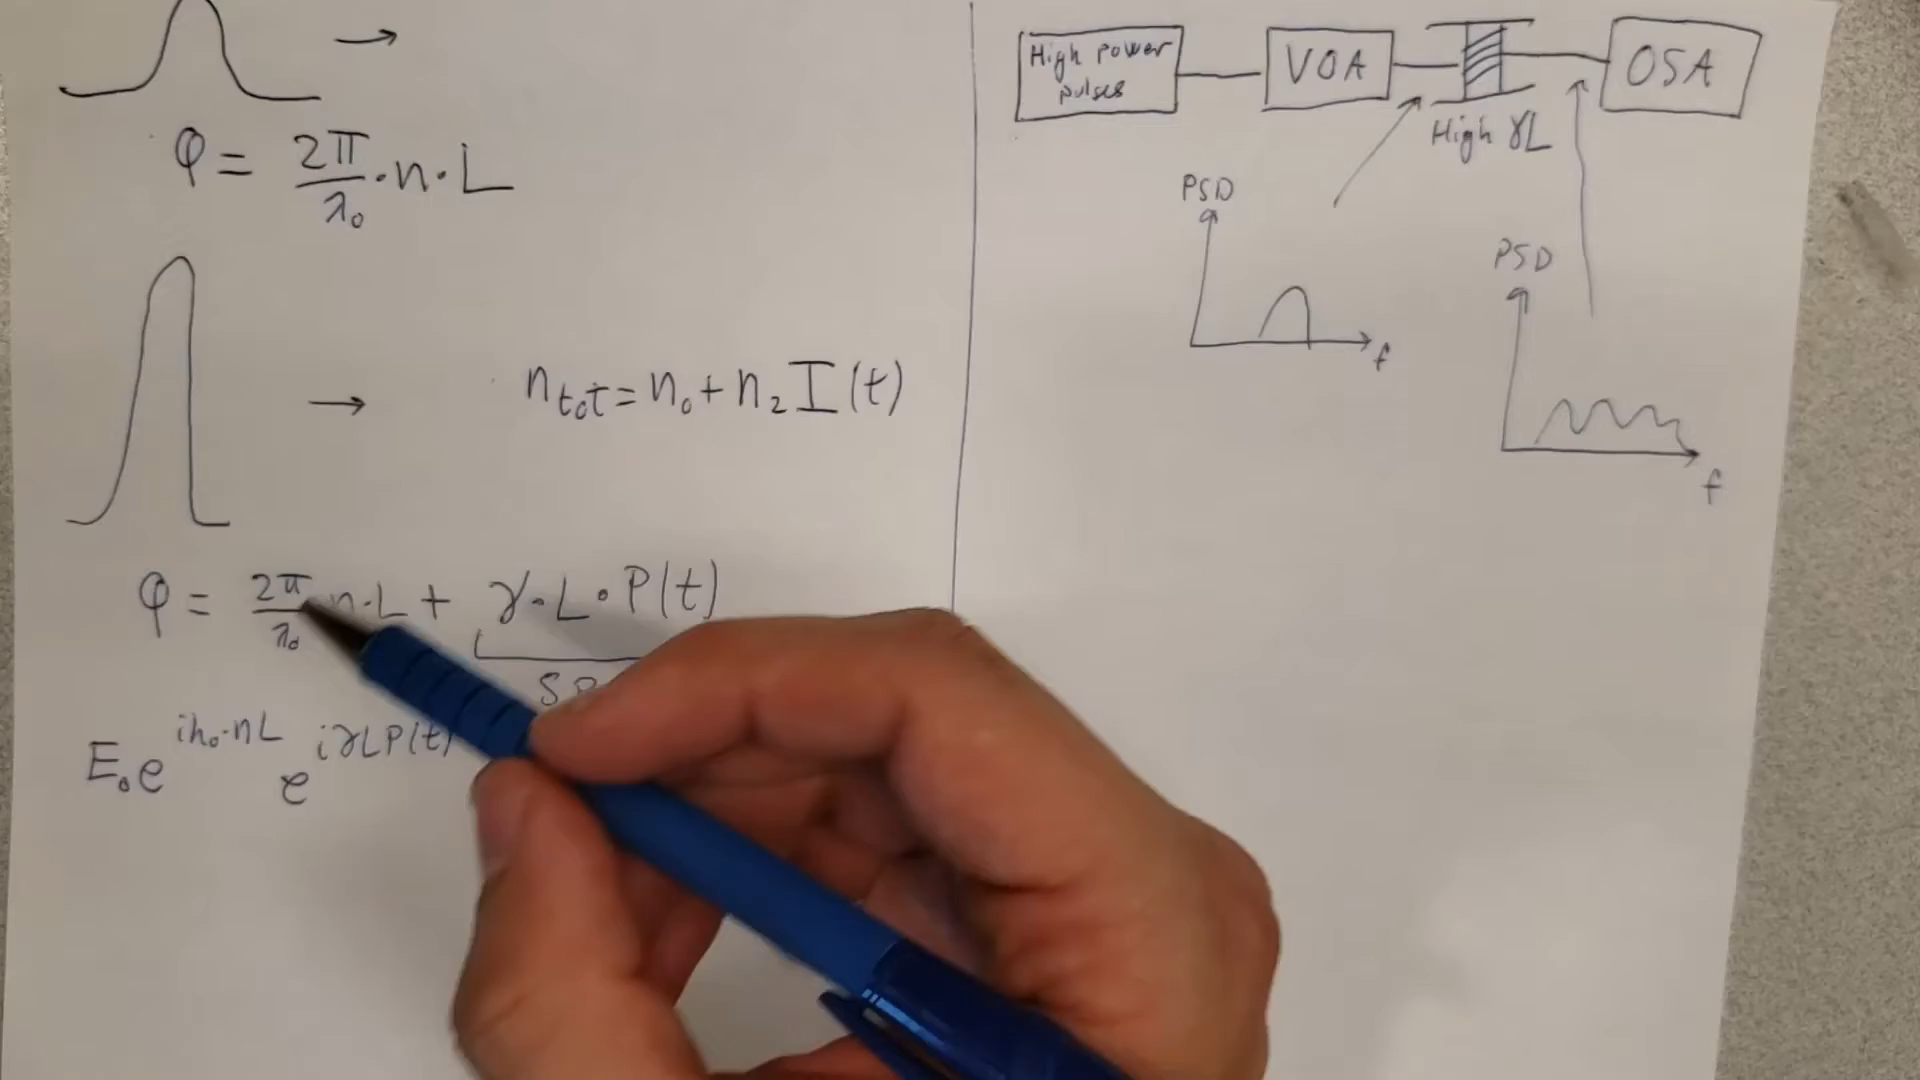 φ = 2π/λ₀ · n · L
n_tot = n₀ + n₂ I(t)
φ = 2π/λ₀ n · L + γ · L · P(t)
E₀e^{ik₀·nL} e^{iγLP(t)}
High power
pulses
VOA
OSA
High γL
PSD
f
PSD
f